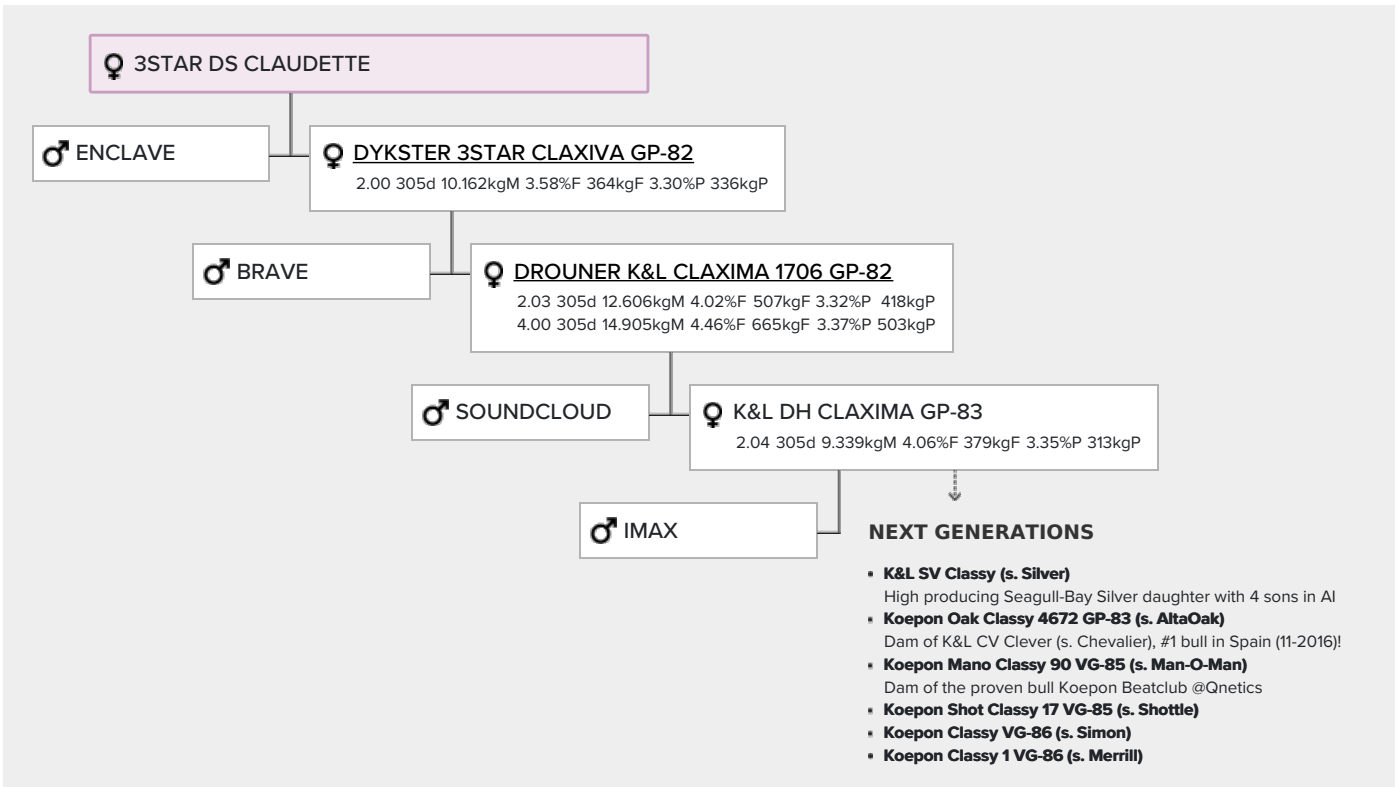 3STAR DS CLAUDETTE
ENCLAVE
DYKSTER 3STAR CLAXIVA GP-82
2.00 305d 10.162kgM 3.58%F 364kgF 3.30%P 336kgP
BRAVE
DROUNER K&L CLAXIMA 1706 GP-82
2.03 305d 12.606kgM 4.02%F 507kgF 3.32%P 418kgP
4.00 305d 14.905kgM 4.46%F 665kgF 3.37%P 503kgP
SOUNDCLOUD
K&L DH CLAXIMA GP-83
2.04 305d 9.339kgM 4.06%F 379kgF 3.35%P 313kgP
IMAX
NEXT GENERATIONS
K&L SV Classy (s. Silver)
High producing Seagull-Bay Silver daughter with 4 sons in AI
Koepon Oak Classy 4672 GP-83 (s. AltaOak)
Dam of K&L CV Clever (s. Chevalier), #1 bull in Spain (11-2016)!
Koepon Mano Classy 90 VG-85 (s. Man-O-Man)
Dam of the proven bull Koepon Beatclub @Qnetics
Koepon Shot Classy 17 VG-85 (s. Shottle)
Koepon Classy VG-86 (s. Simon)
Koepon Classy 1 VG-86 (s. Merrill)